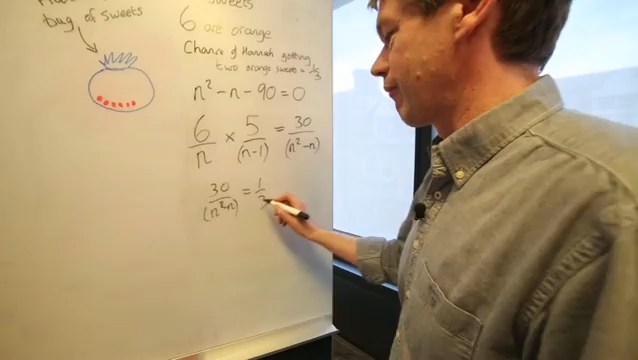 bag of sweets
sweets
6 are orange
Chance of Hannah getting
two orange sweets = 1/3
n² - n - 90 = 0
6/n × 5/(n-1) = 30/(n²-n)
30/(n²-n) = 1/3